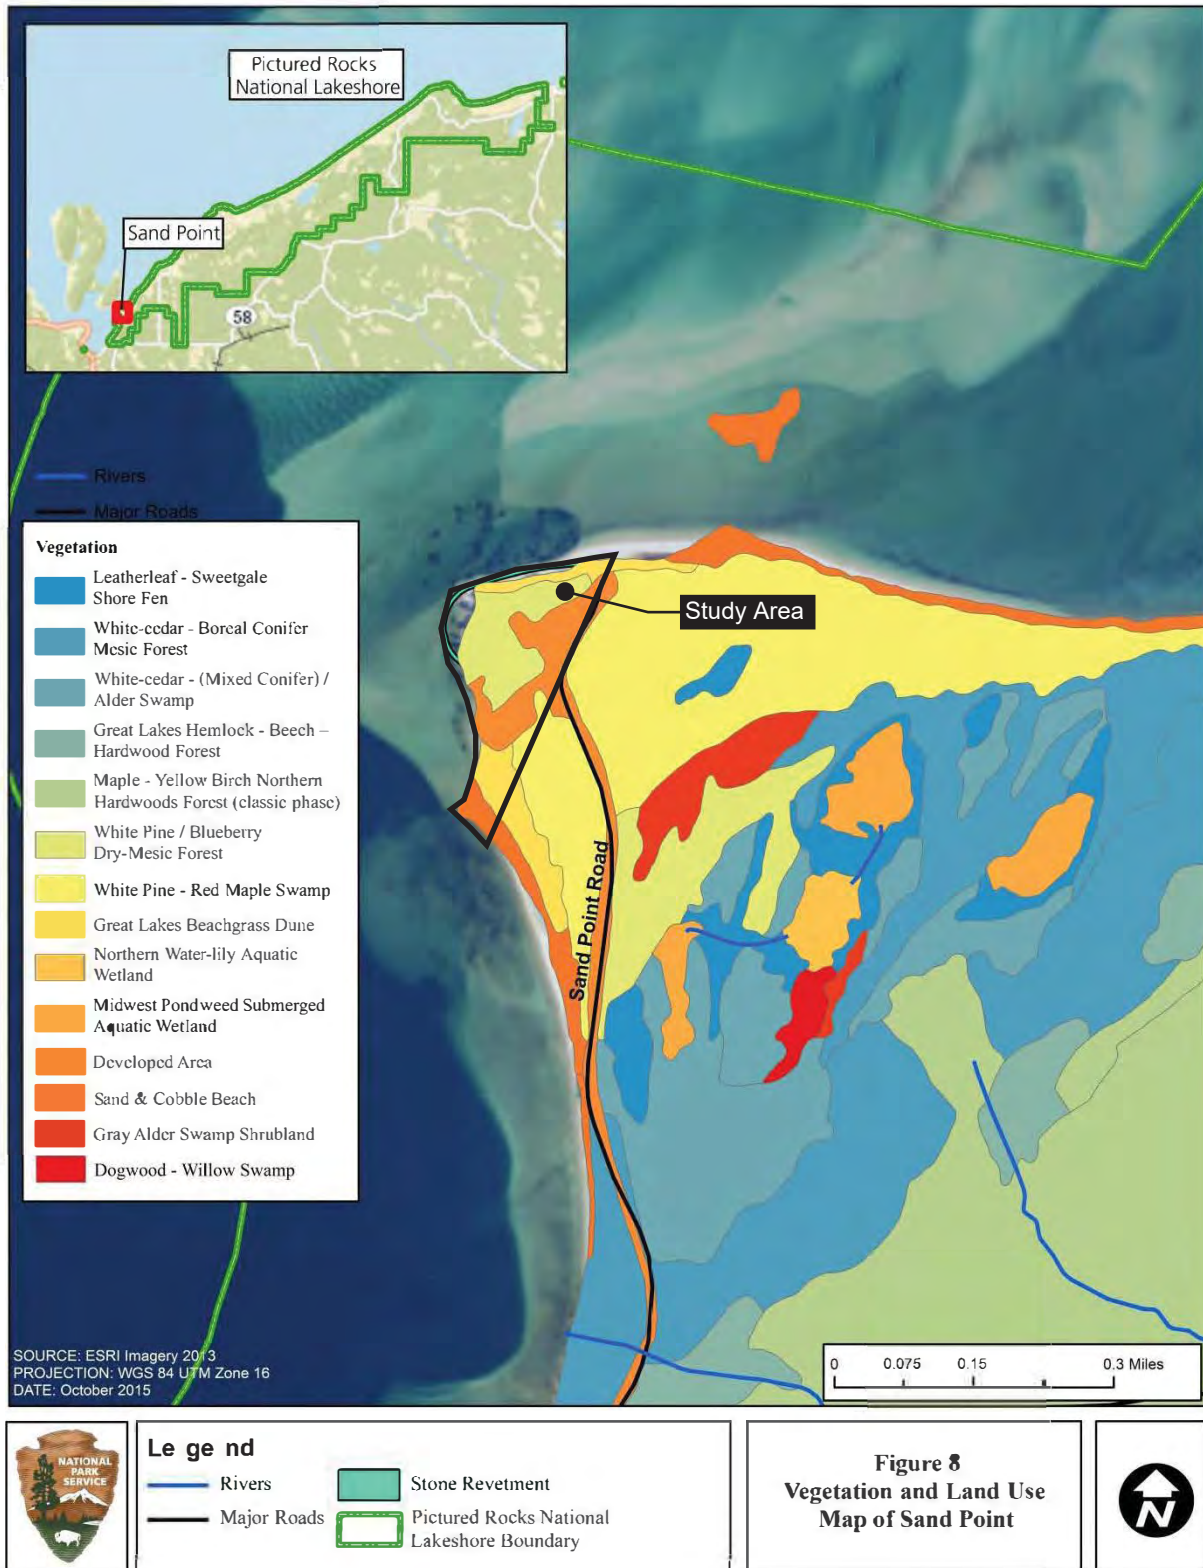 Pictured Rocks
National Lakeshore
Sand Point
58
Rivers
Major Roads
Vegetation
Leatherleaf - Sweetgale
Shore Fen
White-cedar - Boreal Conifer
Mesic Forest
White-cedar - (Mixed Conifer) /
Alder Swamp
Great Lakes Hemlock - Beech –
Hardwood Forest
Maple - Yellow Birch Northern
Hardwoods Forest (classic phase)
White Pine / Blueberry
Dry-Mesic Forest
White Pine - Red Maple Swamp
Great Lakes Beachgrass Dune
Northern Water-lily Aquatic
Wetland
Midwest Pondweed Submerged
Aquatic Wetland
Developed Area
Sand & Cobble Beach
Gray Alder Swamp Shrubland
Dogwood - Willow Swamp
Study Area
Sand Point Road
SOURCE: ESRI Imagery 2013
PROJECTION: WGS 84 UTM Zone 16
DATE: October 2015
0 0.075 0.15 0.3 Miles
NATIONAL
PARK
SERVICE
Le ge nd
Rivers
Major Roads
Stone Revetment
Pictured Rocks National
Lakeshore Boundary
Figure 8
Vegetation and Land Use
Map of Sand Point
N